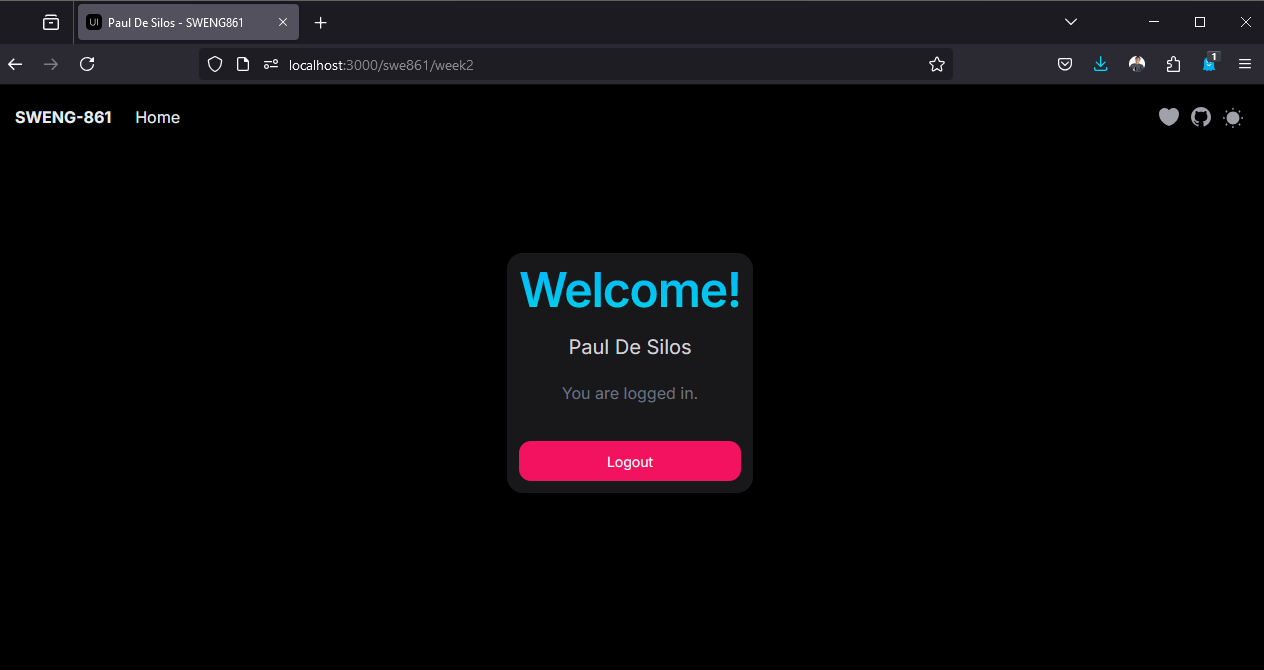 UI Paul De Silos - SWENG861
localhost:3000/swe861/week2
1
SWENG-861 Home
Welcome!
Paul De Silos
You are logged in.
Logout